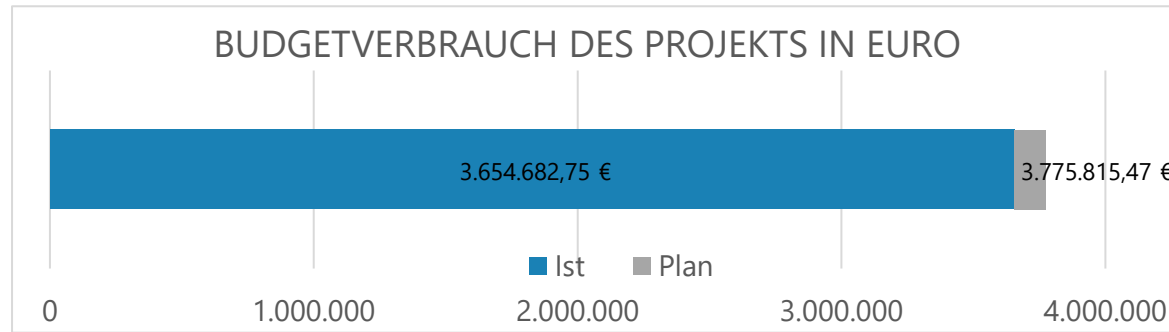 BUDGETVERBRAUCH DES PROJEKTS IN EURO
3.654.682,75 € 3.775.815,47 €
Ist Plan
0 1.000.000 2.000.000 3.000.000 4.000.000